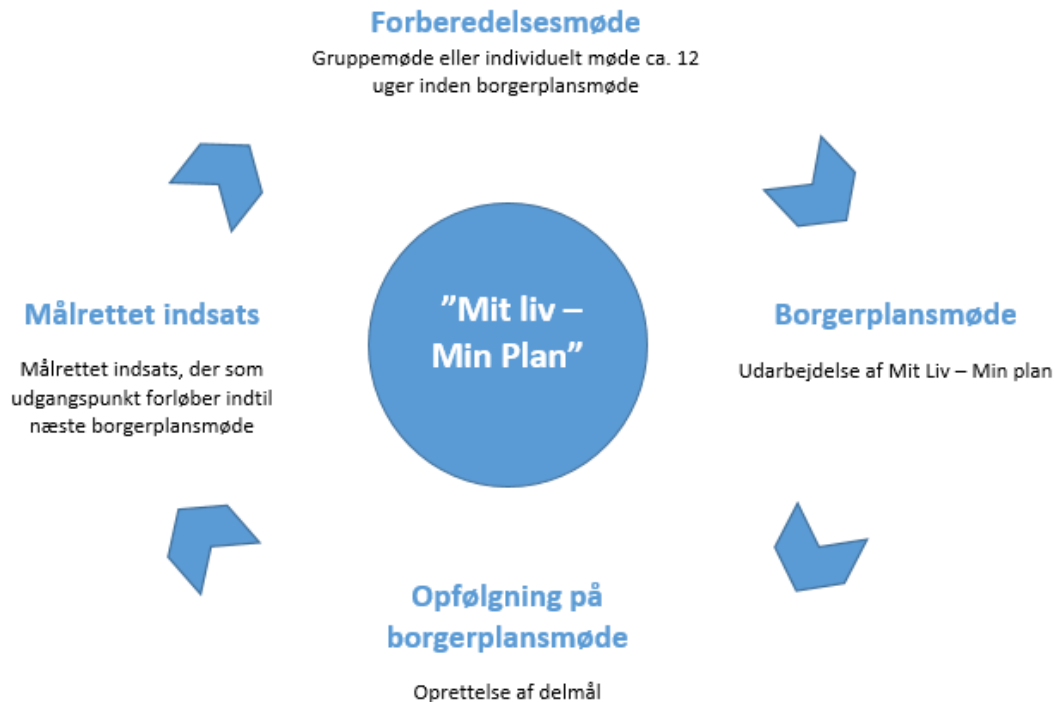 Forberedelsesmøde
Gruppemøde eller individuelt møde ca. 12
uger inden borgerplansmøde
”Mit liv –
Min Plan”
Borgerplansmøde
Udarbejdelse af Mit Liv – Min plan
Opfølgning på
borgerplansmøde
Oprettelse af delmål
Målrettet indsats
Målrettet indsats, der som
udgangspunkt forløber indtil
næste borgerplansmøde